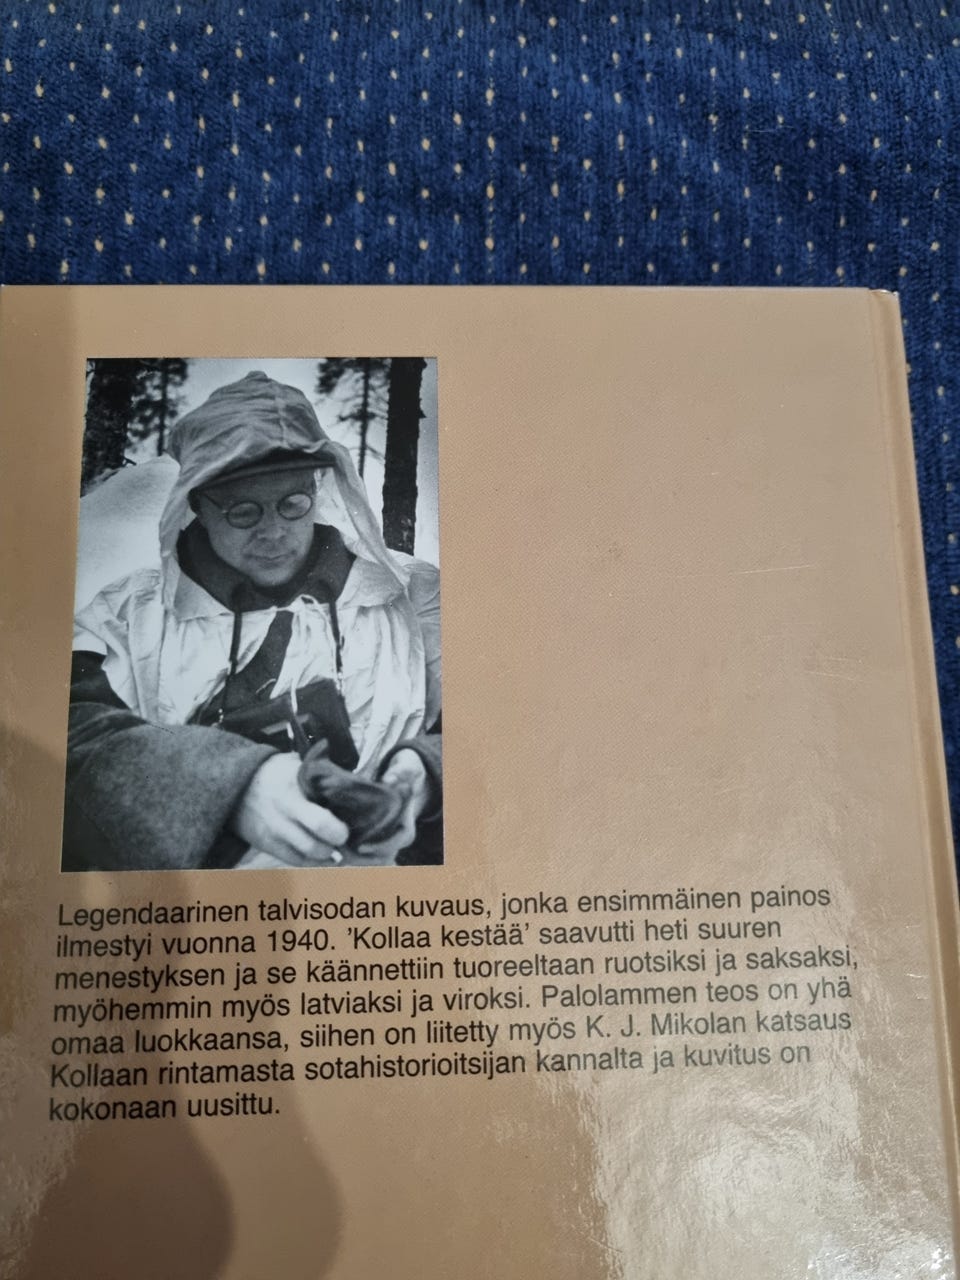 Legendaarinen talvisodan kuvaus, jonka ensimmäinen painos
ilmestyi vuonna 1940. ’Kollaa kestää’ saavutti heti suuren
menestyksen ja se käännettiin tuoreeltaan ruotsiksi ja saksaksi,
myöhemmin myös latviaksi ja viroksi. Palolammen teos on yhä
omaa luokkaansa, siihen on liitetty myös K. J. Mikolan katsaus
Kollaan rintamasta sotahistorioitsijan kannalta ja kuvitus on
kokonaan uusittu.